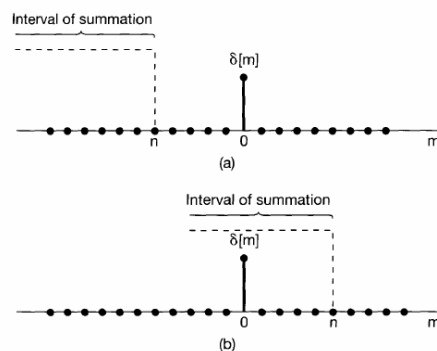 Interval of summation
δ[m]
n 0 m
(a)
Interval of summation
δ[m]
0 n m
(b)